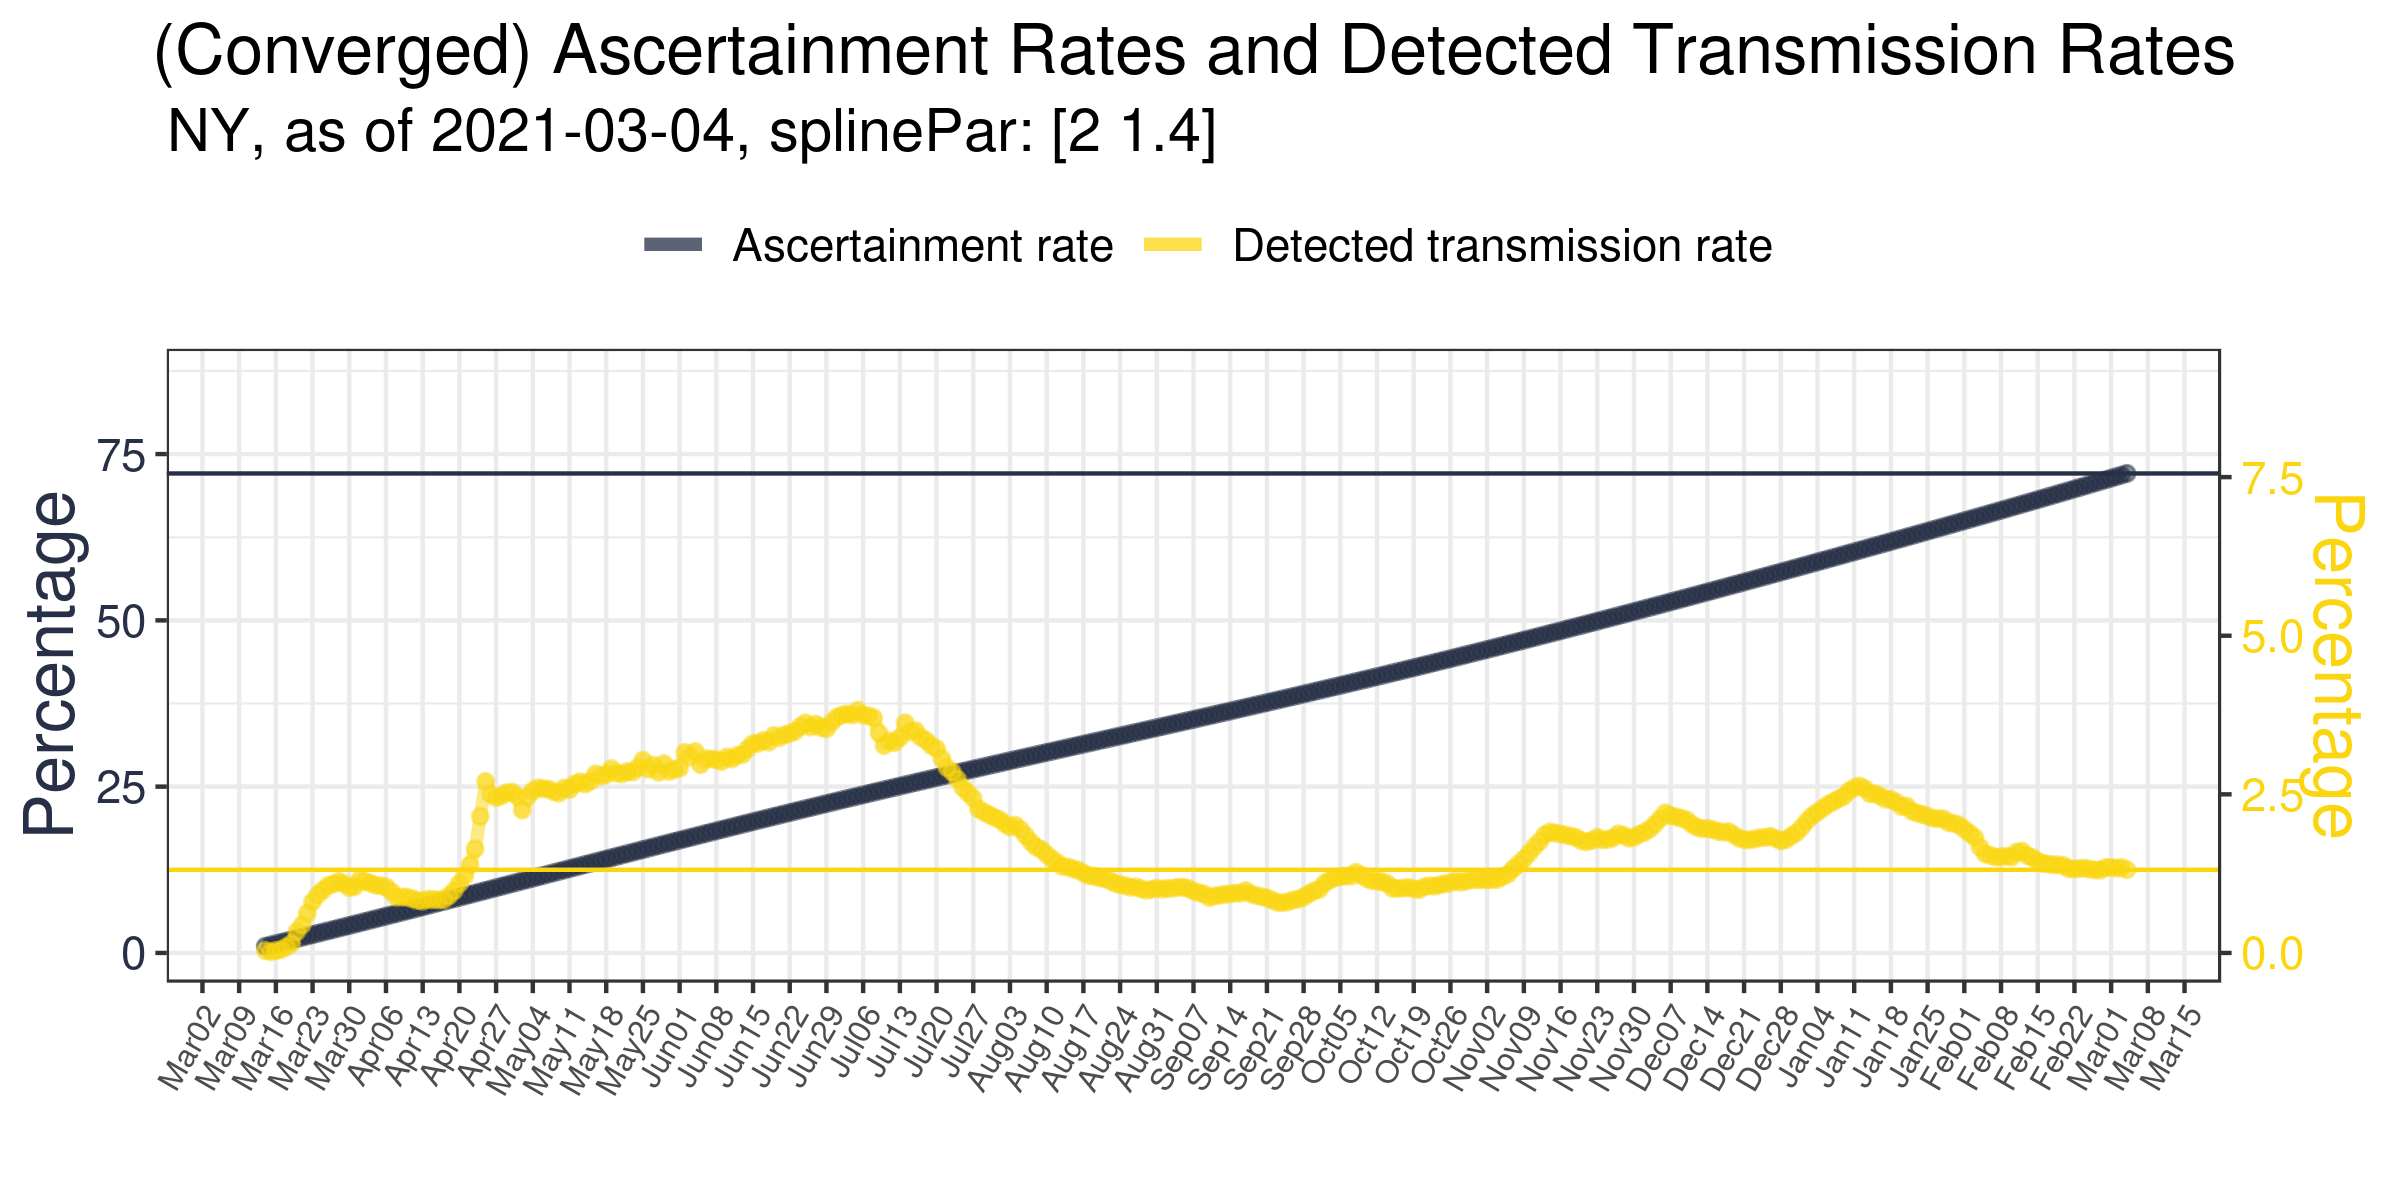 (Converged) Ascertainment Rates and Detected Transmission Rates
NY, as of 2021-03-04, splinePar: [2 1.4]
Ascertainment rate
Detected transmission rate
Percentage
75
50
25
0
7.5
5.0
2.5
0.0
Percentage
Mar02
Mar09
Mar16
Mar23
Mar30
Apr06
Apr13
Apr20
Apr27
May04
May11
May18
May25
Jun01
Jun08
Jun15
Jun22
Jun29
Jul06
Jul13
Jul20
Jul27
Aug03
Aug10
Aug17
Aug24
Aug31
Sep07
Sep14
Sep21
Sep28
Oct05
Oct12
Oct19
Oct26
Nov02
Nov09
Nov16
Nov23
Nov30
Dec07
Dec14
Dec21
Dec28
Jan04
Jan11
Jan18
Jan25
Feb01
Feb08
Feb15
Feb22
Mar01
Mar08
Mar15